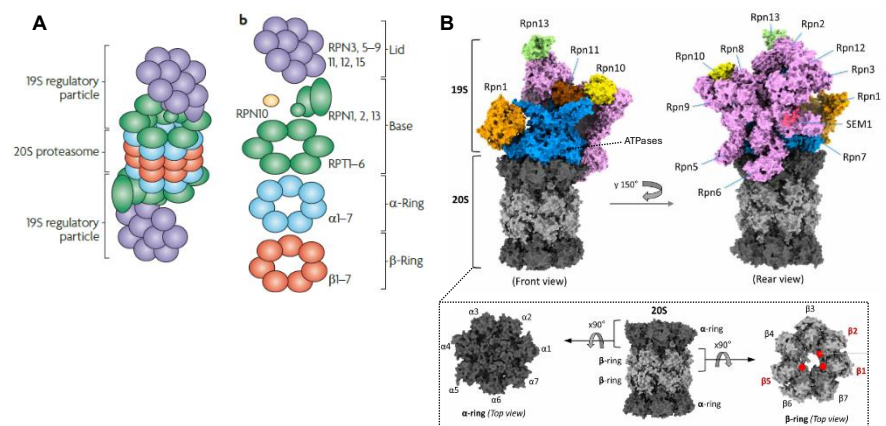 A
19S regulatory
particle
20S proteasome
19S regulatory
particle
b
RPN3, 5–9
11, 12, 15
Lid
RPN10
RPN1, 2, 13
Base
RPT1–6
α-Ring
α1–7
β-Ring
β1–7
B
19S
20S
Rpn13
Rpn11
Rpn10
Rpn1
ATPases
(Front view)
y 150°
Rpn13
Rpn2
Rpn10
Rpn8
Rpn12
Rpn3
Rpn1
Rpn9
SEM1
Rpn5
Rpn7
Rpn6
(Rear view)
α3
α2
α4
α1
α5
α7
α6
α-ring (Top view)
x90°
20S
α-ring
β-ring
β-ring
α-ring
x90°
β3
β4
β2
β5
β1
β6
β7
β-ring (Top view)